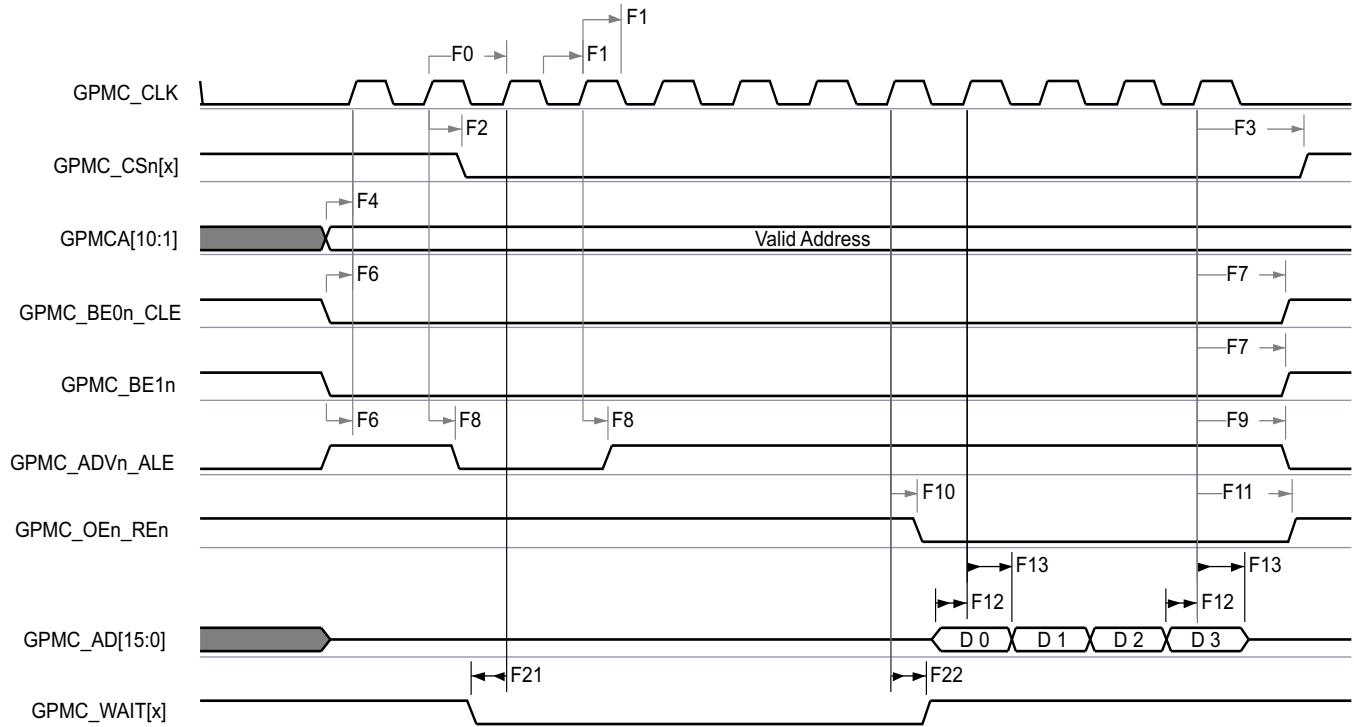 F1
F0
F1
GPMC_CLK
F2
F3
GPMC_CSn[x]
F4
GPMCA[10:1]
Valid Address
F6
F7
GPMC_BE0n_CLE
F7
GPMC_BE1n
F6
F8
F8
F9
GPMC_ADVn_ALE
F10
F11
GPMC_OEn_REn
F13
F13
F12
F12
GPMC_AD[15:0]
D 0
D 1
D 2
D 3
F21
F22
GPMC_WAIT[x]